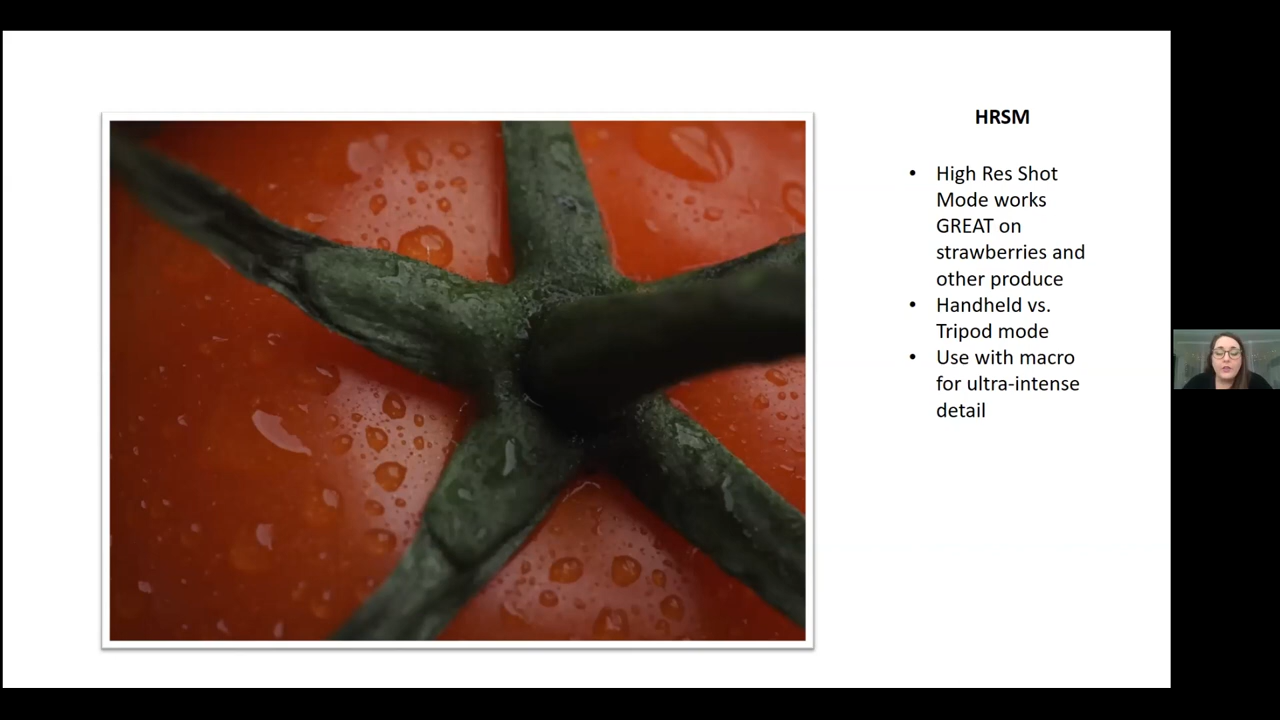 HRSM
• High Res Shot
Mode works
GREAT on
strawberries and
other produce
• Handheld vs.
Tripod mode
• Use with macro
for ultra-intense
detail